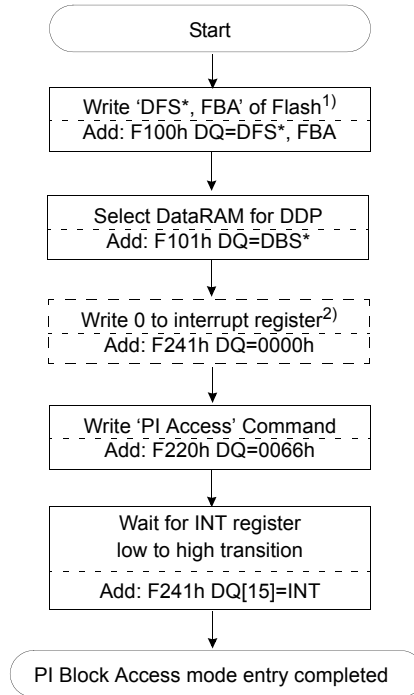 Start
Write ‘DFS*, FBA’ of Flash1)
Add: F100h DQ=DFS*, FBA
Select DataRAM for DDP
Add: F101h DQ=DBS*
Write 0 to interrupt register2)
Add: F241h DQ=0000h
Write ‘PI Access’ Command
Add: F220h DQ=0066h
Wait for INT register
low to high transition
Add: F241h DQ[15]=INT
PI Block Access mode entry completed